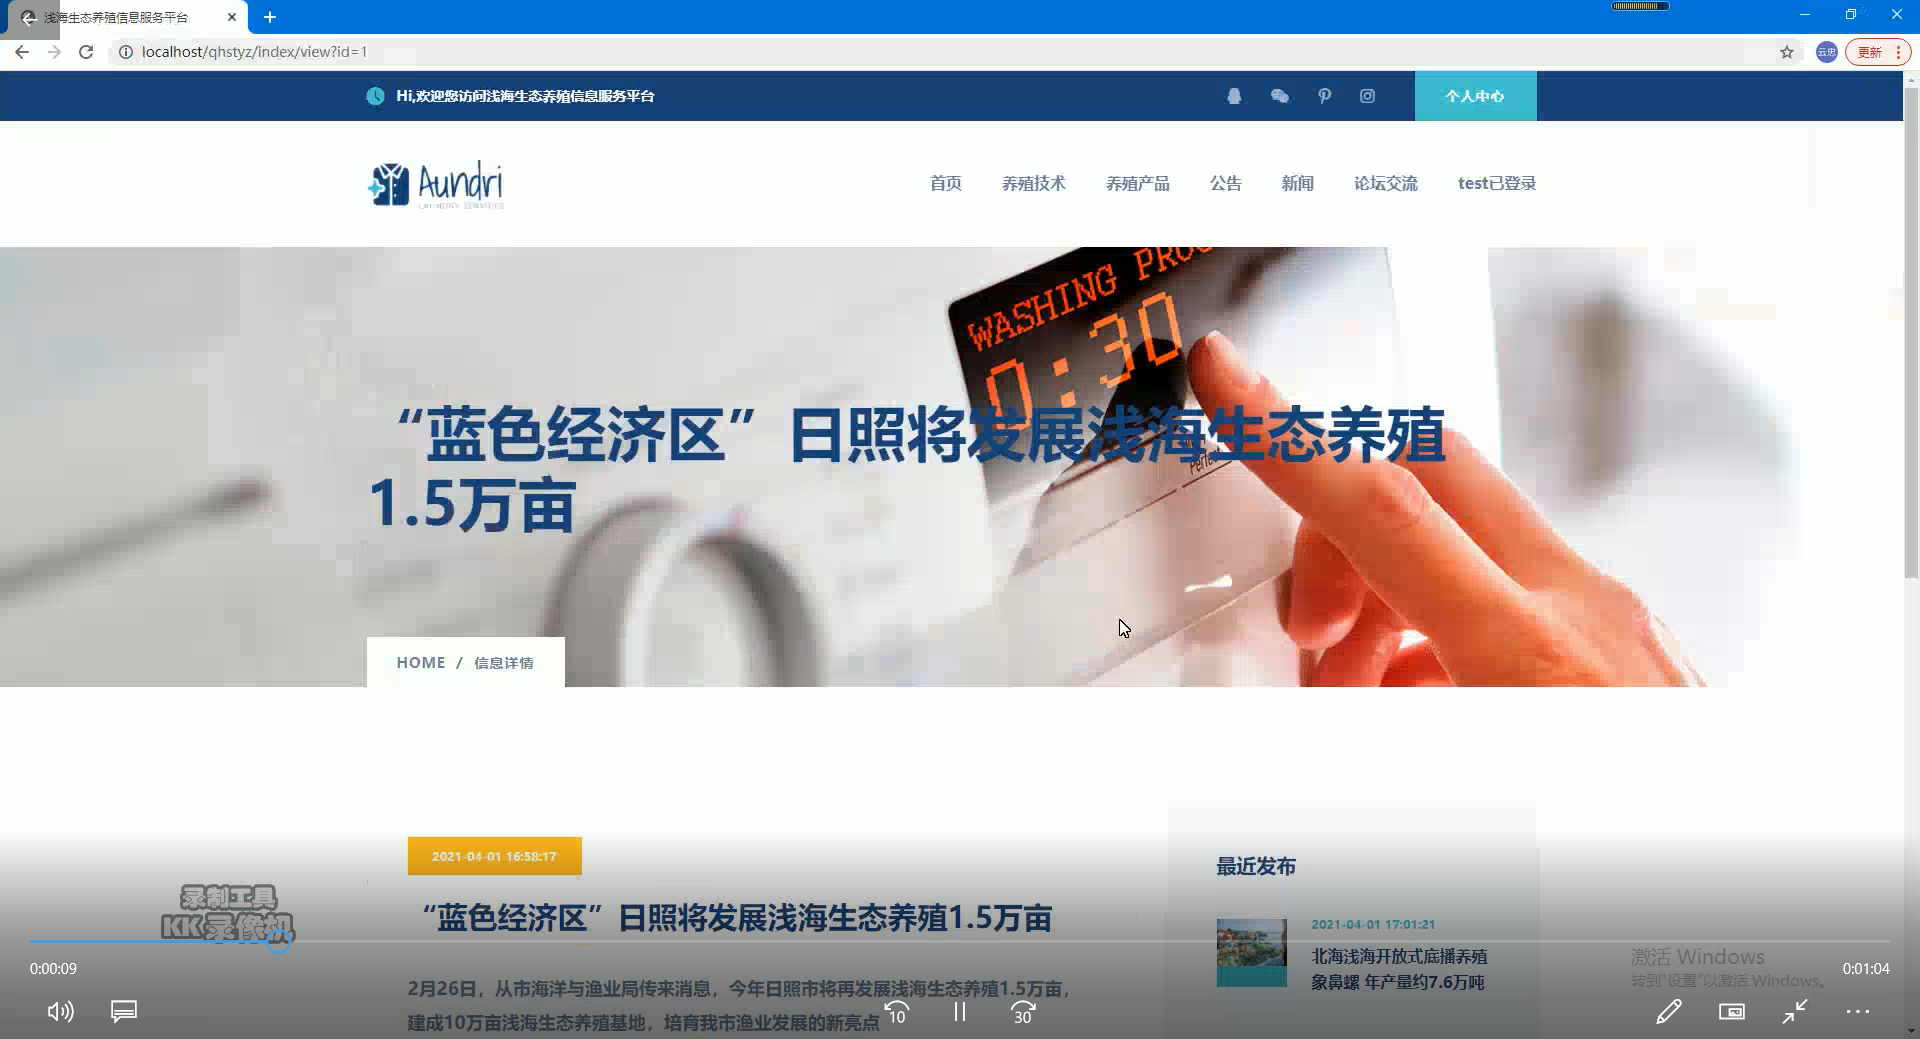 浅海生态养殖信息服务平台
localhost/qhstyz/index/view?id=1
云忠
更新
Hi,欢迎您访问浅海生态养殖信息服务平台
个人中心
Aundri
首页
养殖技术
养殖产品
公告
新闻
论坛交流
test已登录
WASHING
0:30
Perfec
“蓝色经济区”日照将发展浅海生态养殖
1.5万亩
HOME / 信息详情
2021-04-01 16:58:17
“蓝色经济区”日照将发展浅海生态养殖1.5万亩
2月26日，从市海洋与渔业局传来消息，今年日照市将再发展浅海生态养殖1.5万亩，
建成10万亩浅海生态养殖基地，培育我市渔业发展的新亮点
最近发布
2021-04-01 17:01:21
北海浅海开放式底播养殖
象鼻螺 年产量约7.6万吨
录制工具
KK录像机
激活 Windows
转到“设置”以激活 Windows。
0:00:09
0:01:04
10
30